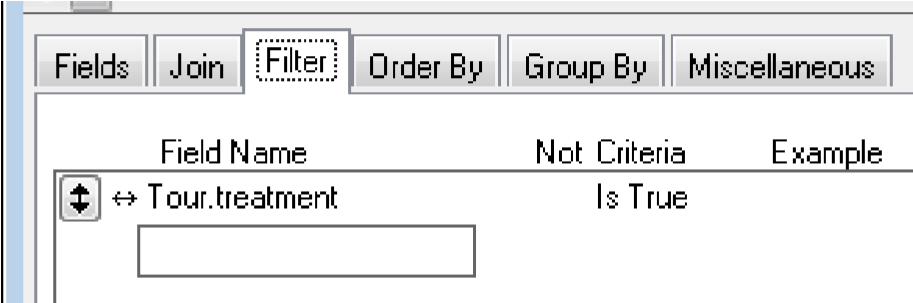 Fields Join Filter Order By Group By Miscellaneous
Field Name Not Criteria Example
Tour.treatment Is True